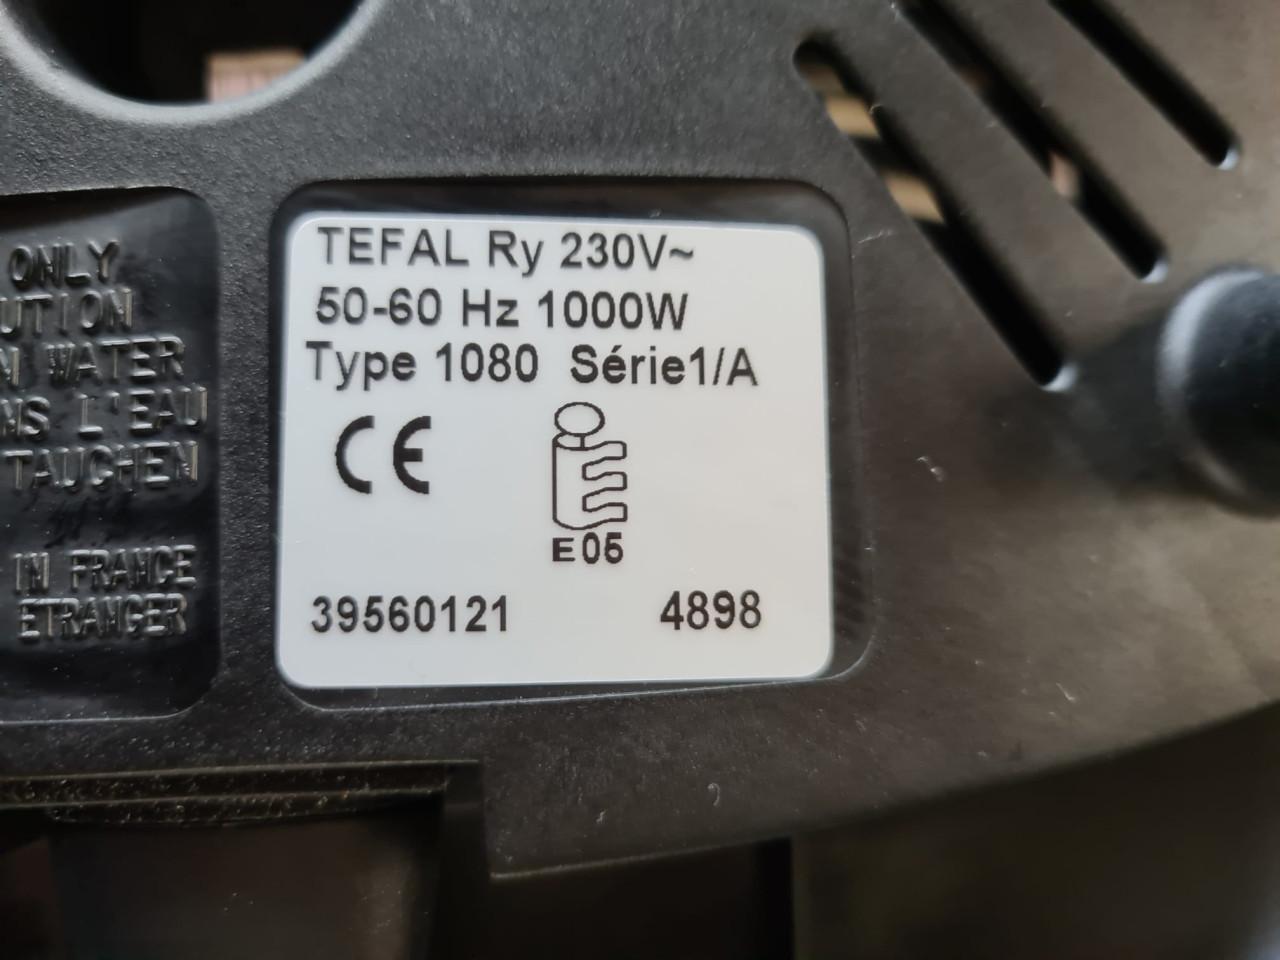 ONLY
UTION
N WATER
NS L'EAU
TAUCHEN
IN FRANCE
ETRANGER
TEFAL Ry 230V~
50-60 Hz 1000W
Type 1080 Série1/A
CE
E05
39560121 4898